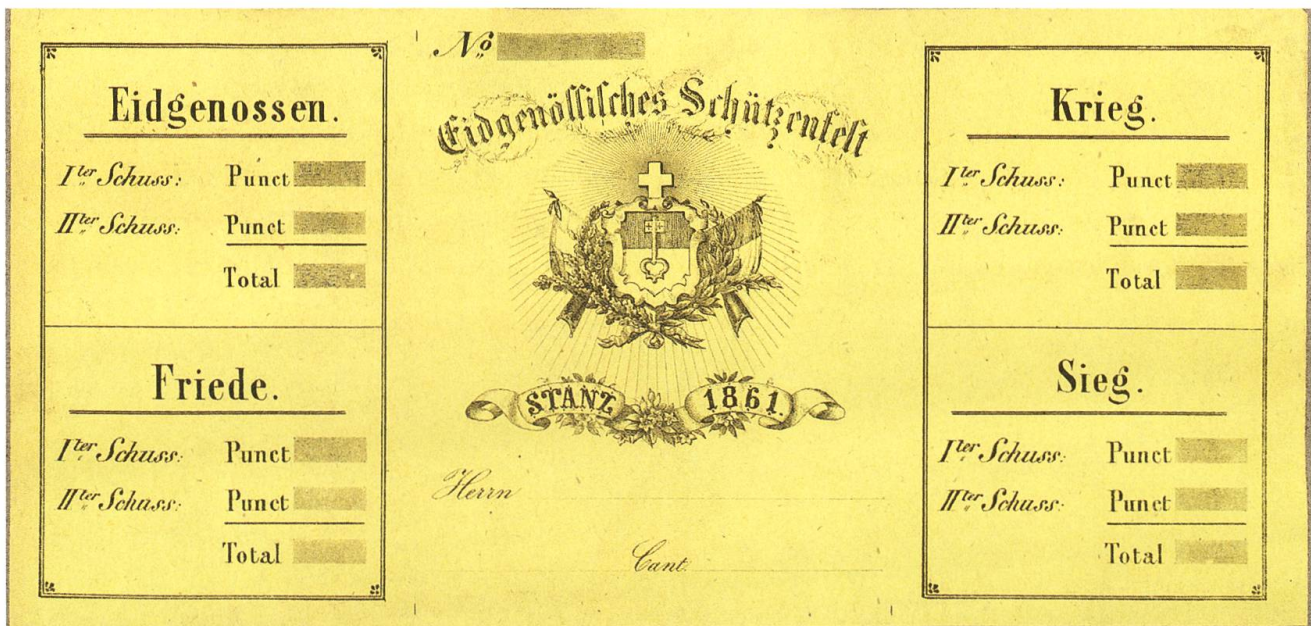 Eidgenossen.
Iter Schuss: Punct
IIter Schuss: Punct
Total
Friede.
Iter Schuss: Punct
IIter Schuss: Punct
Total
No
Eidgenöſſiſches Schützenfeſt
STANZ 1861.
Herrn
Cant.
Krieg.
Iter Schuss: Punct
IIter Schuss: Punct
Total
Sieg.
Iter Schuss: Punct
IIter Schuss: Punct
Total